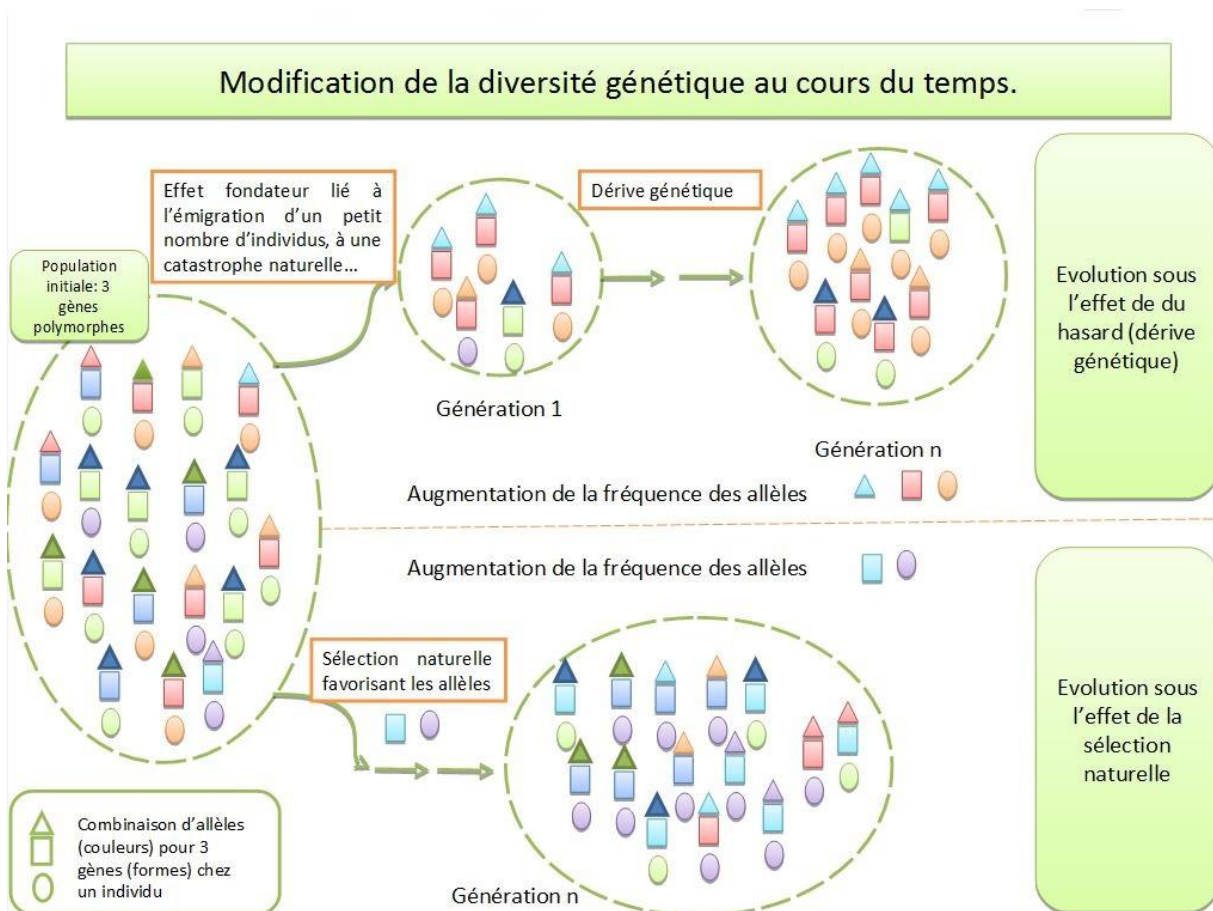 Modification de la diversité génétique au cours du temps.
Effet fondateur lié à
l'émigration d'un petit
nombre d'individus, à une
catastrophe naturelle…
Dérive génétique
Population
initiale: 3
gènes
polymorphes
Evolution sous
l'effet de du
hasard (dérive
génétique)
Génération 1
Génération n
Augmentation de la fréquence des allèles
Augmentation de la fréquence des allèles
Sélection naturelle
favorisant les allèles
Evolution sous
l'effet de la
sélection
naturelle
Combinaison d'allèles
(couleurs) pour 3
gènes (formes) chez
un individu
Génération n